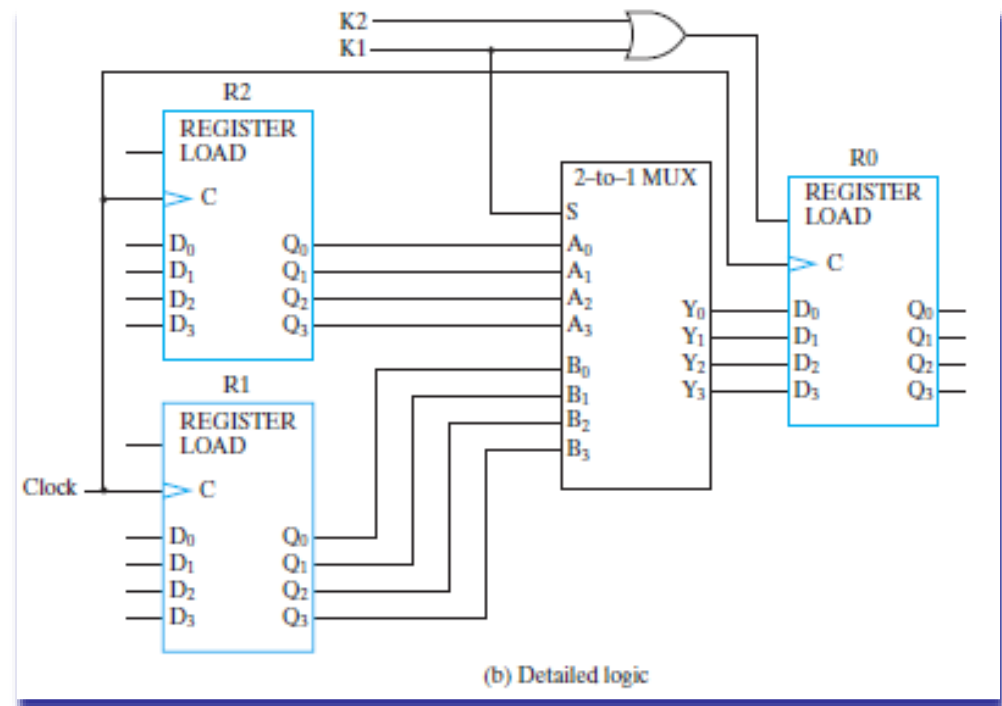 K2
K1
R2
REGISTER
LOAD
C
D₀ Q₀
D₁ Q₁
D₂ Q₂
D₃ Q₃
R1
REGISTER
LOAD
Clock
C
D₀ Q₀
D₁ Q₁
D₂ Q₂
D₃ Q₃
2–to–1 MUX
S
A₀
A₁
A₂
A₃
B₀
B₁
B₂
B₃
Y₀
Y₁
Y₂
Y₃
R0
REGISTER
LOAD
C
D₀ Q₀
D₁ Q₁
D₂ Q₂
D₃ Q₃
(b) Detailed logic